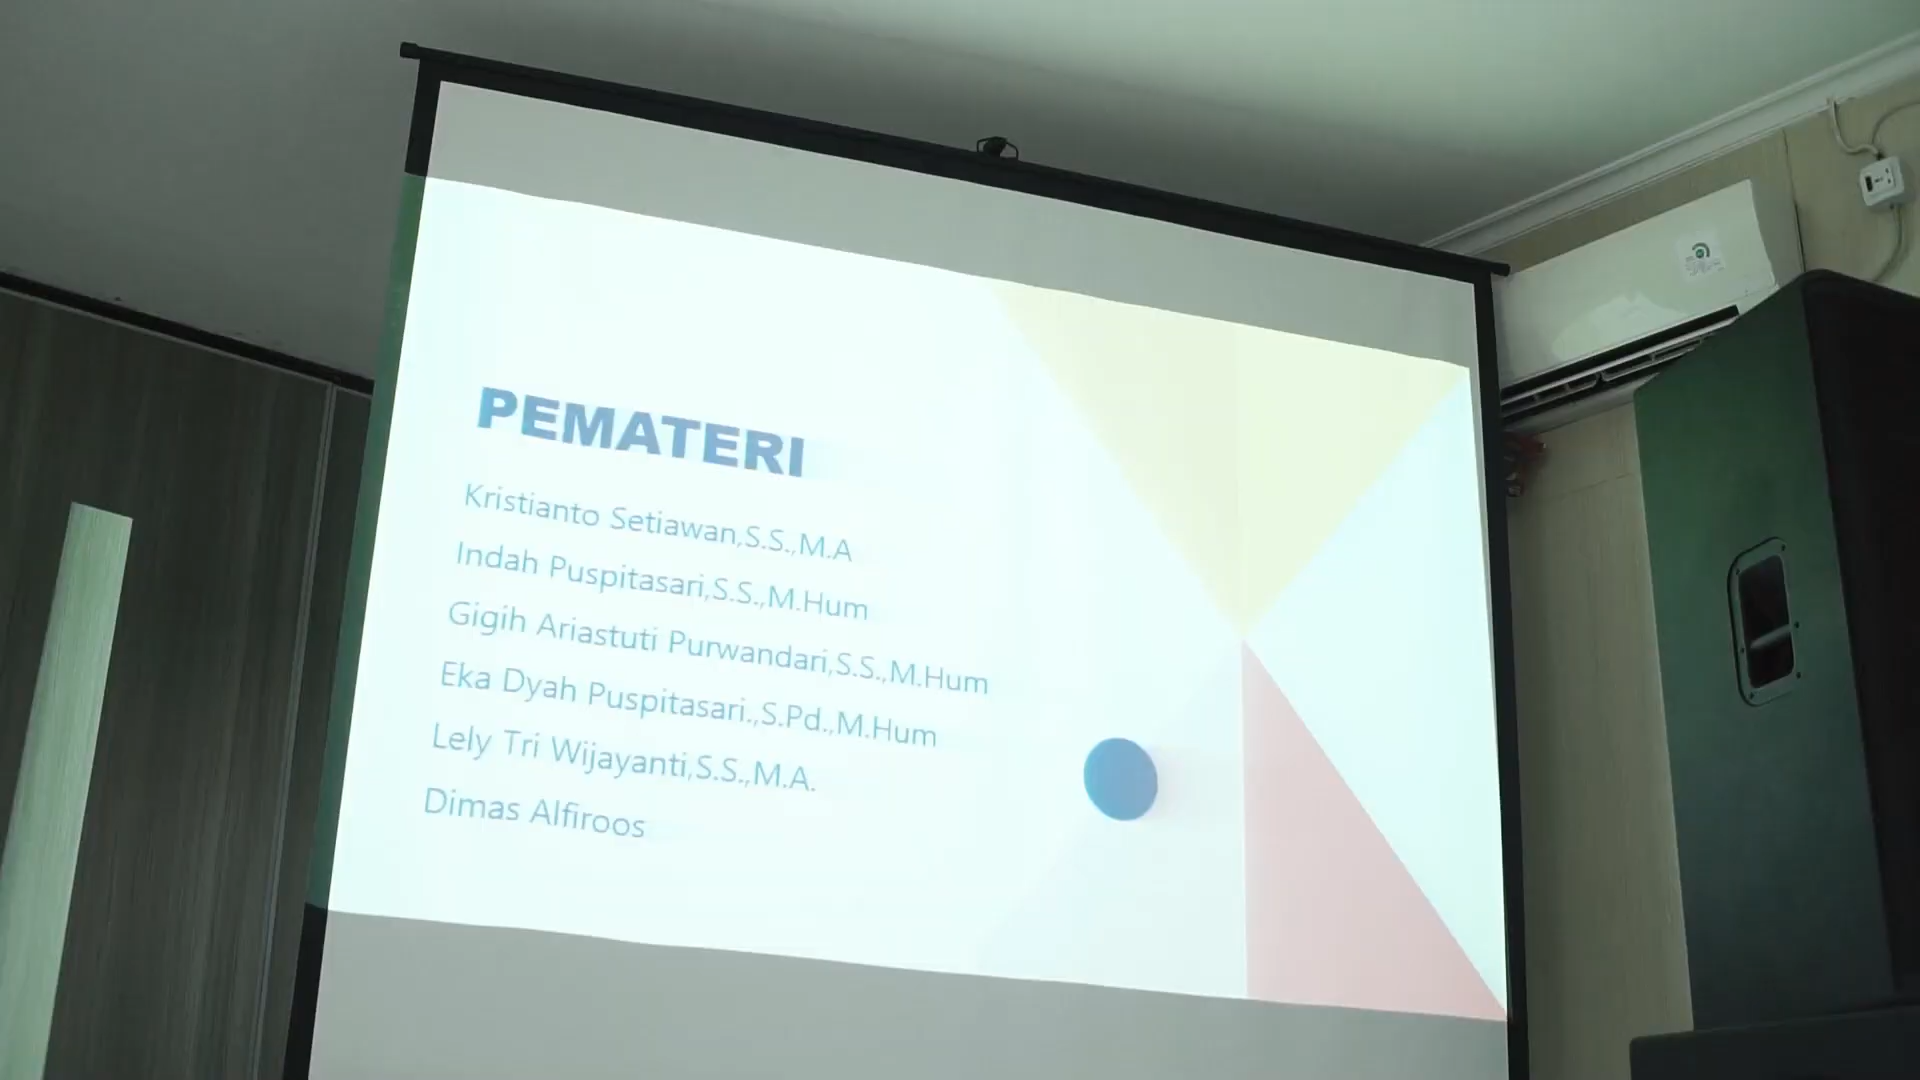 PEMATERI
Kristianto Setiawan,S.S.,M.A
Indah Puspitasari,S.S.,M.Hum
Gigih Ariastuti Purwandari,S.S.,M.Hum
Eka Dyah Puspitasari.,S.Pd.,M.Hum
Lely Tri Wijayanti,S.S.,M.A.
Dimas Alfiroos